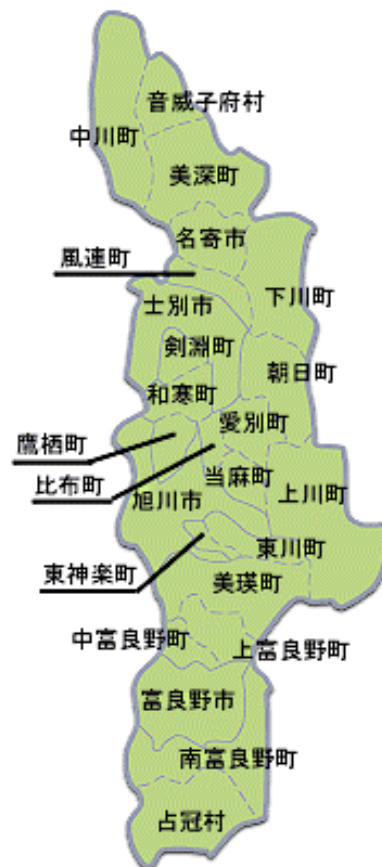 音威子府村
中川町
美深町
名寄市
風連町
下川町
士別市
剣淵町
朝日町
和寒町
愛別町
鷹栖町
当麻町
比布町
上川町
旭川市
東川町
東神楽町
美瑛町
中富良野町
上富良野町
富良野市
南富良野町
占冠村